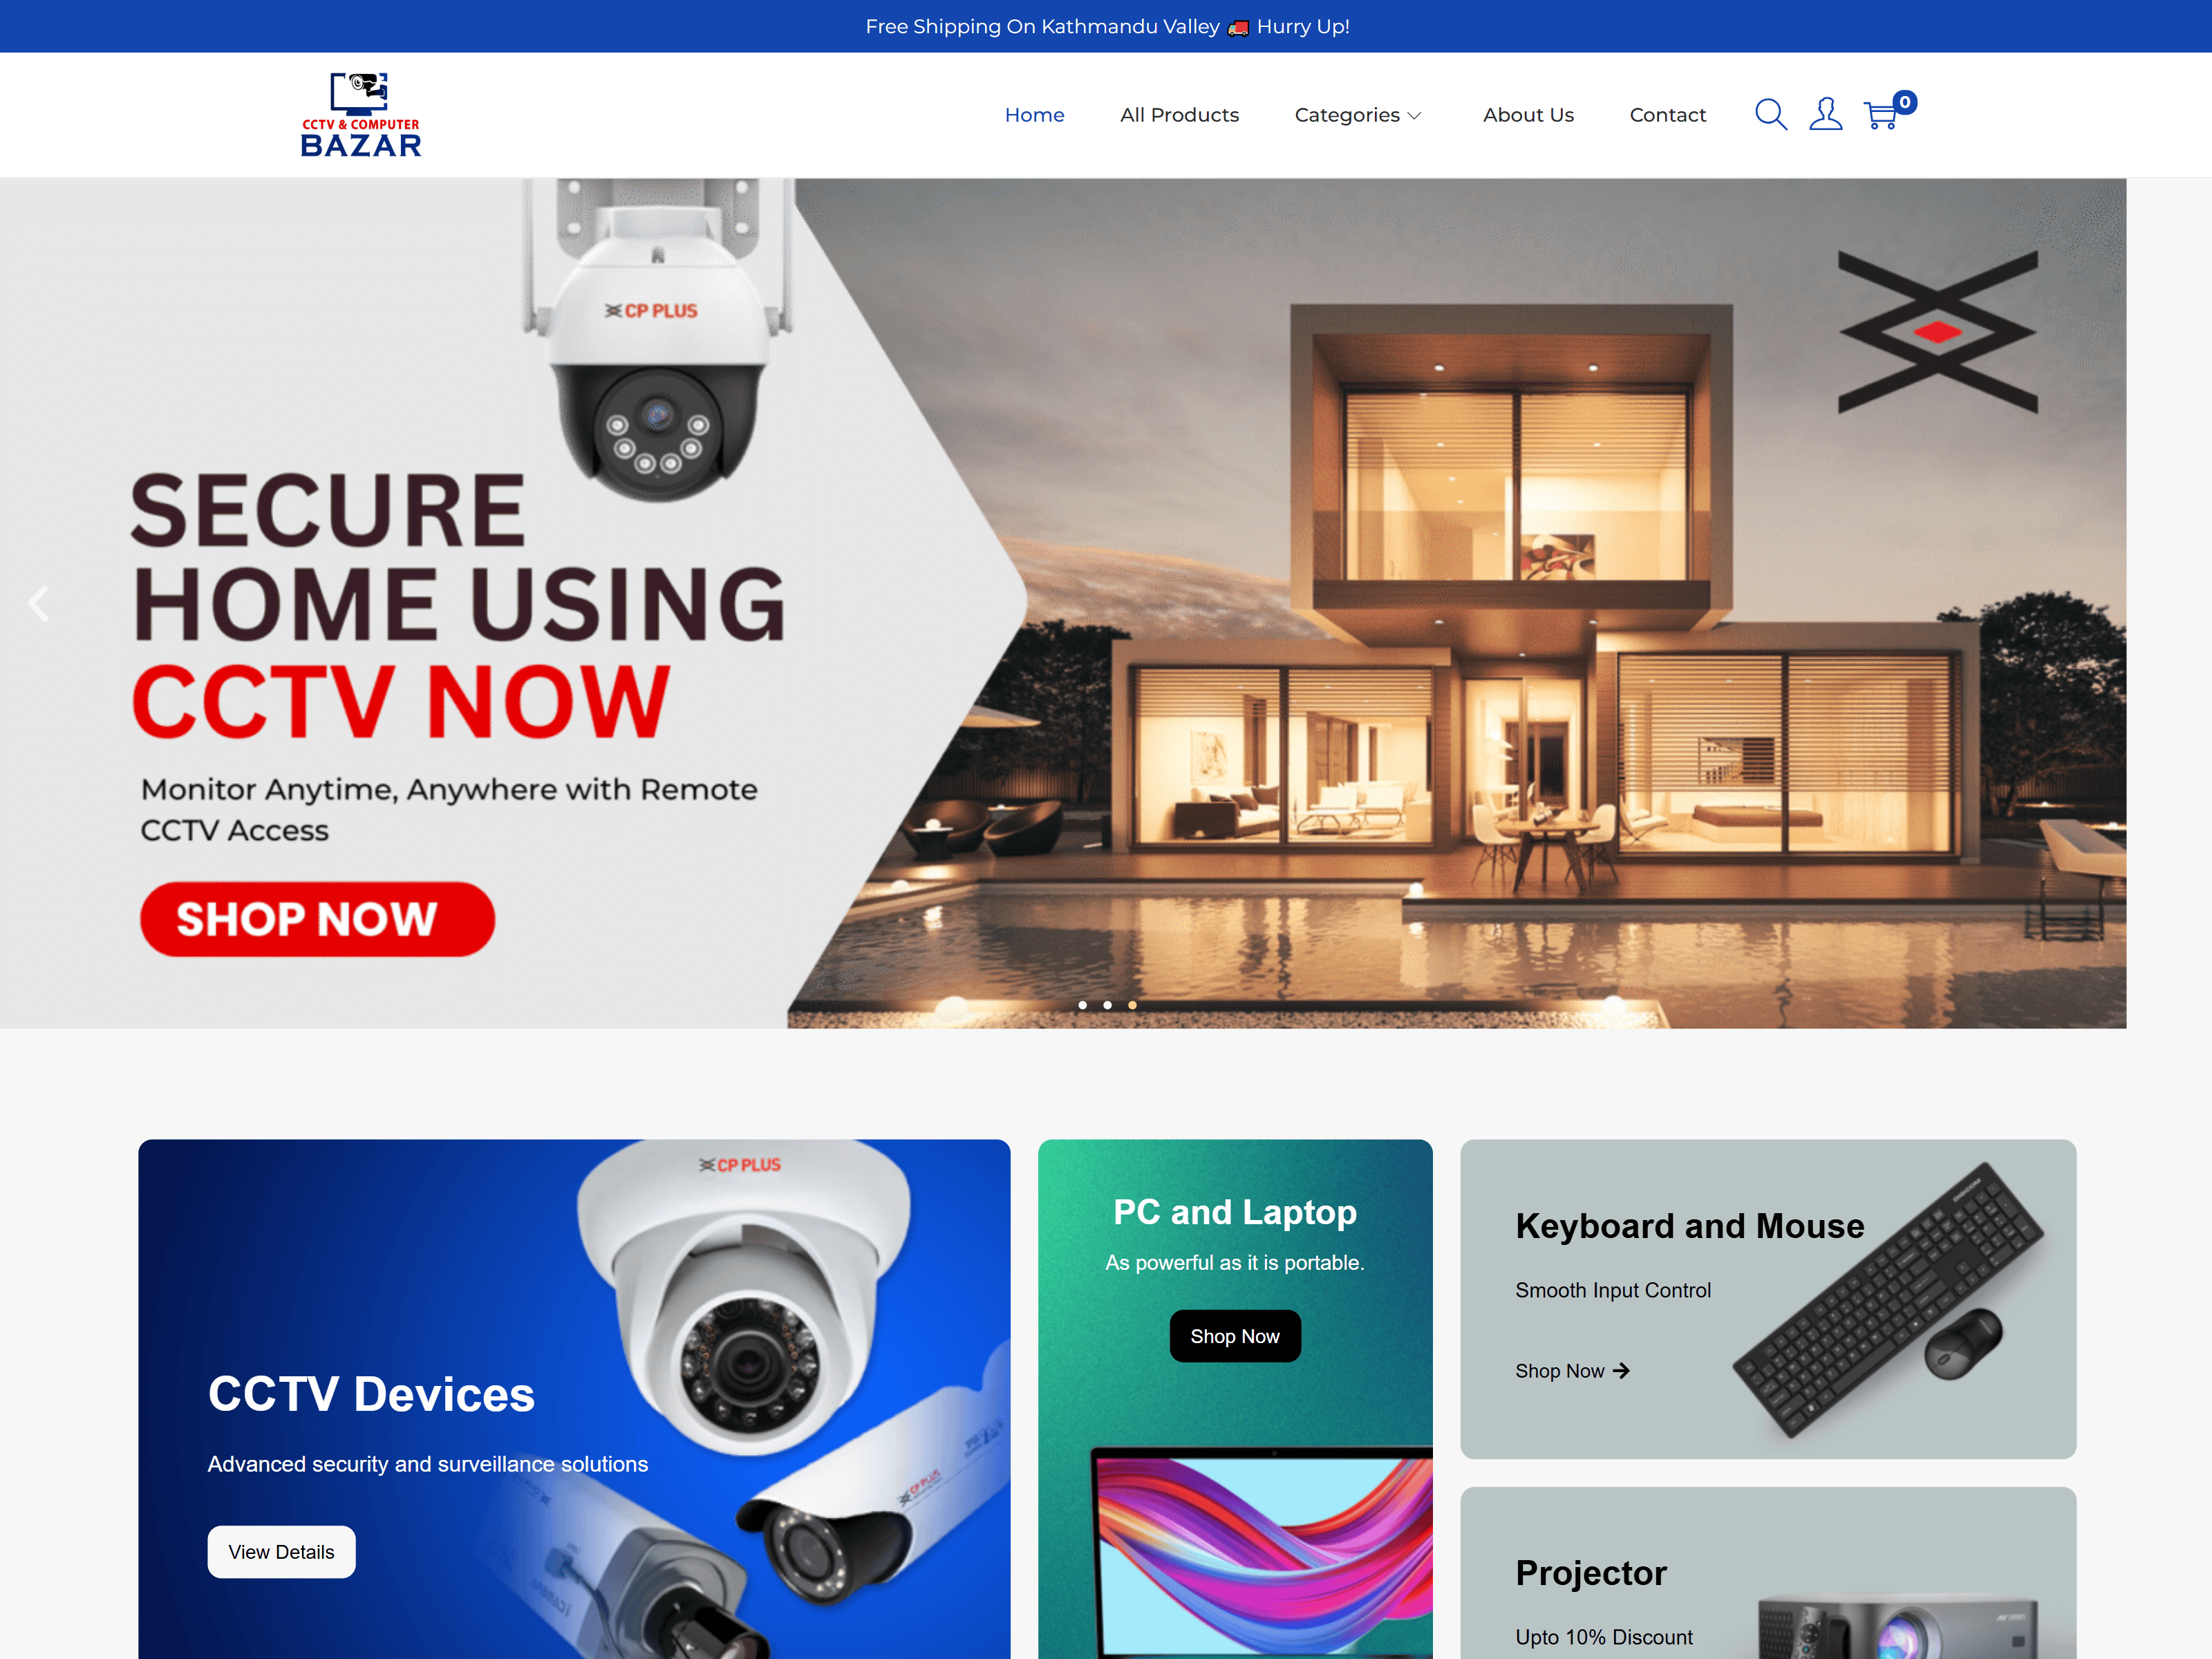 Free Shipping On Kathmandu Valley 🚚 Hurry Up!
CCTV & COMPUTER
BAZAR
Home
All Products
Categories
About Us
Contact
0
CP PLUS
SECURE
HOME USING
CCTV NOW
Monitor Anytime, Anywhere with Remote
CCTV Access
SHOP NOW
CP PLUS
CCTV Devices
Advanced security and surveillance solutions
View Details
CP PLUS
PC and Laptop
As powerful as it is portable.
Shop Now
Keyboard and Mouse
Smooth Input Control
Shop Now
Projector
Upto 10% Discount